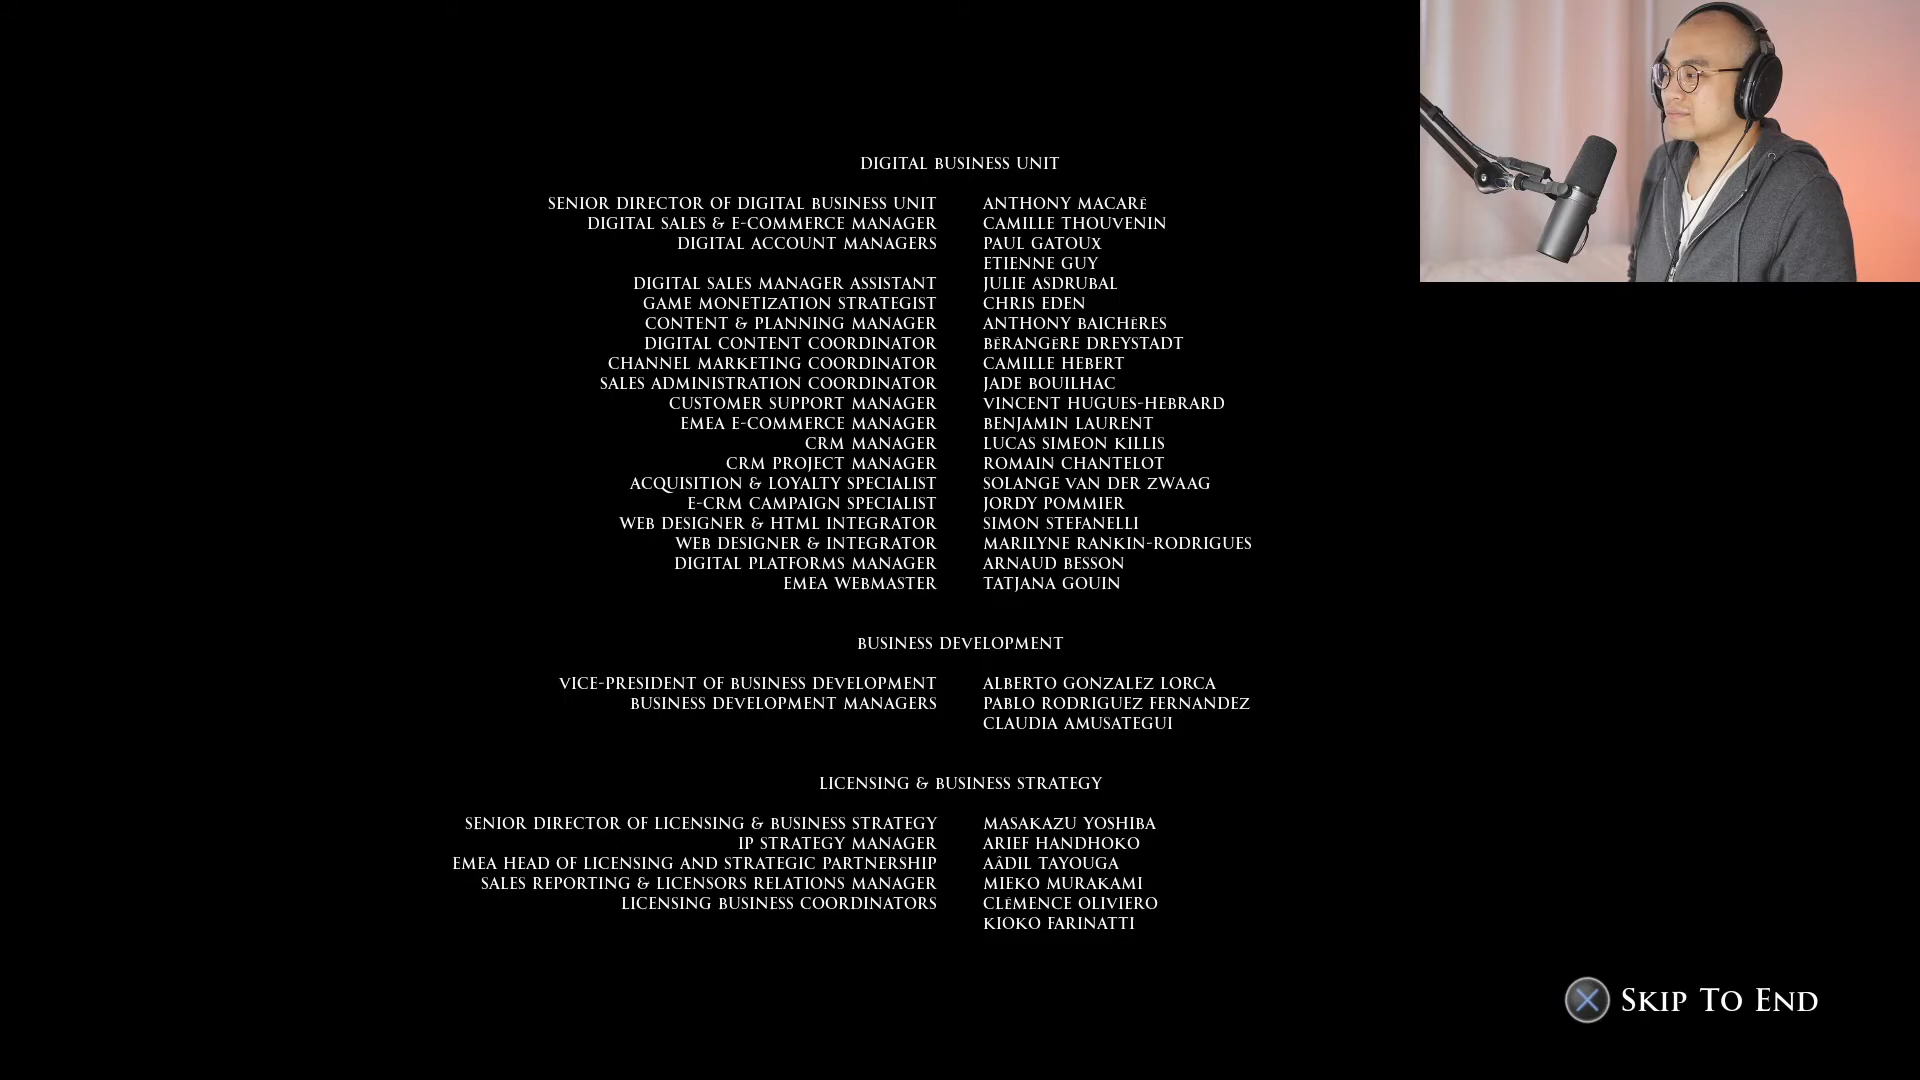 DIGITAL BUSINESS UNIT
SENIOR DIRECTOR OF DIGITAL BUSINESS UNIT ANTHONY MACARÉ
DIGITAL SALES & E-COMMERCE MANAGER CAMILLE THOUVENIN
DIGITAL ACCOUNT MANAGERS PAUL GATOUX
ETIENNE GUY
DIGITAL SALES MANAGER ASSISTANT JULIE ASDRUBAL
GAME MONETIZATION STRATEGIST CHRIS EDEN
CONTENT & PLANNING MANAGER ANTHONY BAICHÈRES
DIGITAL CONTENT COORDINATOR BÉRANGÈRE DREYSTADT
CHANNEL MARKETING COORDINATOR CAMILLE HEBERT
SALES ADMINISTRATION COORDINATOR JADE BOUILHAC
CUSTOMER SUPPORT MANAGER VINCENT HUGUES-HEBRARD
EMEA E-COMMERCE MANAGER BENJAMIN LAURENT
CRM MANAGER LUCAS SIMEON KILLIS
CRM PROJECT MANAGER ROMAIN CHANTELOT
ACQUISITION & LOYALTY SPECIALIST SOLANGE VAN DER ZWAAG
E-CRM CAMPAIGN SPECIALIST JORDY POMMIER
WEB DESIGNER & HTML INTEGRATOR SIMON STEFANELLI
WEB DESIGNER & INTEGRATOR MARILYNE RANKIN-RODRIGUES
DIGITAL PLATFORMS MANAGER ARNAUD BESSON
EMEA WEBMASTER TATJANA GOUIN
BUSINESS DEVELOPMENT
VICE-PRESIDENT OF BUSINESS DEVELOPMENT ALBERTO GONZALEZ LORCA
BUSINESS DEVELOPMENT MANAGERS PABLO RODRIGUEZ FERNANDEZ
CLAUDIA AMUSATEGUI
LICENSING & BUSINESS STRATEGY
SENIOR DIRECTOR OF LICENSING & BUSINESS STRATEGY MASAKAZU YOSHIBA
IP STRATEGY MANAGER ARIEF HANDHOKO
EMEA HEAD OF LICENSING AND STRATEGIC PARTNERSHIP AÂDIL TAYOUGA
SALES REPORTING & LICENSORS RELATIONS MANAGER MIEKO MURAKAMI
LICENSING BUSINESS COORDINATORS CLÉMENCE OLIVIERO
KIOKO FARINATTI
SKIP TO END